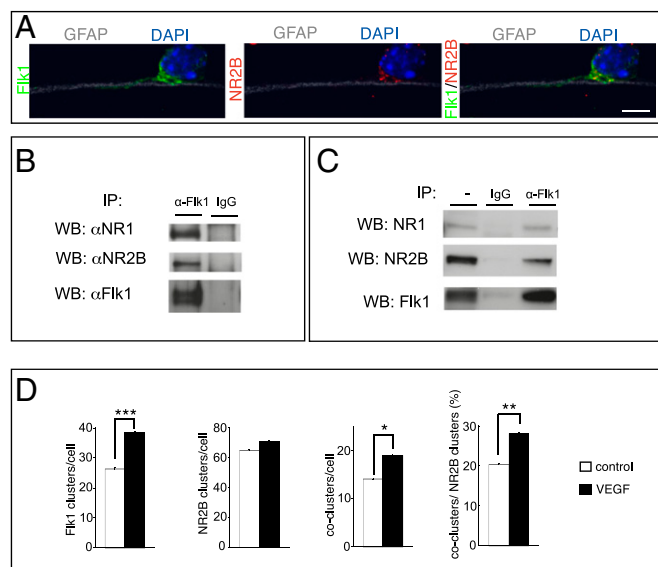 A
GFAP DAPI GFAP DAPI GFAP DAPI
Flk1
NR2B
Flk1/NR2B
B
IP: α-Flk1 IgG
WB: αNR1
WB: αNR2B
WB: αFlk1
C
IP: - IgG α-Flk1
WB: NR1
WB: NR2B
WB: Flk1
D
Flk1 clusters/cell
40
30
20
10
0
***
NR2B clusters/cell
80
60
40
20
0
co-clusters/cell
20
10
0
*
co-clusters/ NR2B clusters (%)
30
20
10
0
**
control
VEGF